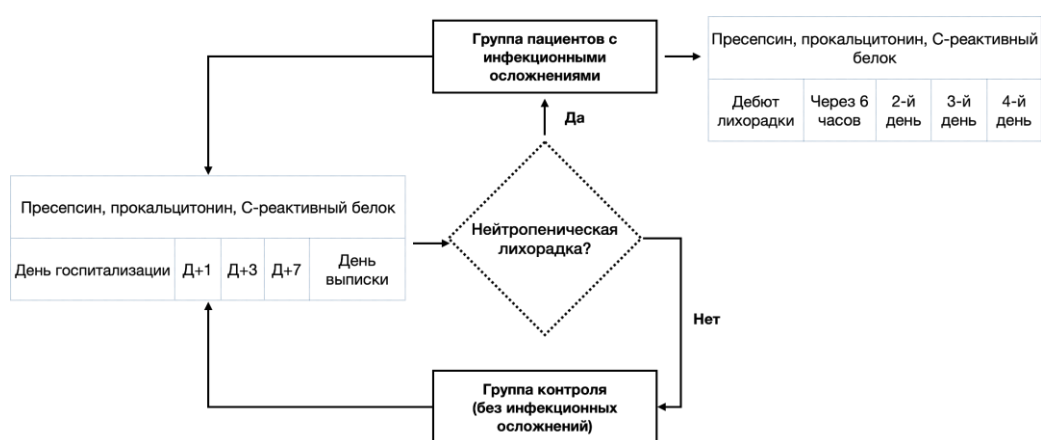 Группа пациентов с
инфекционными
осложнениями
Пресепсин, прокальцитонин, С-реактивный
белок
Дебют
лихорадки
Через 6
часов
2-й
день
3-й
день
4-й
день
Да
Пресепсин, прокальцитонин, С-реактивный белок
День госпитализации
Д+1
Д+3
Д+7
День
выписки
Нейтропеническая
лихорадка?
Нет
Группа контроля
(без инфекционных
осложнений)